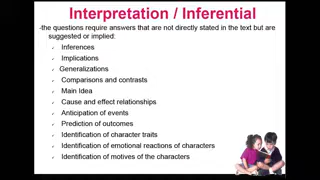 Interpretation / Inferential
-the questions require answers that are not directly stated in the text but are
suggested or implied:
✓ Inferences
✓ Implications
✓ Generalizations
✓ Comparisons and contrasts
✓ Main Idea
✓ Cause and effect relationships
✓ Anticipation of events
✓ Prediction of outcomes
✓ Identification of character traits
✓ Identification of emotional reactions of characters
✓ Identification of motives of the characters